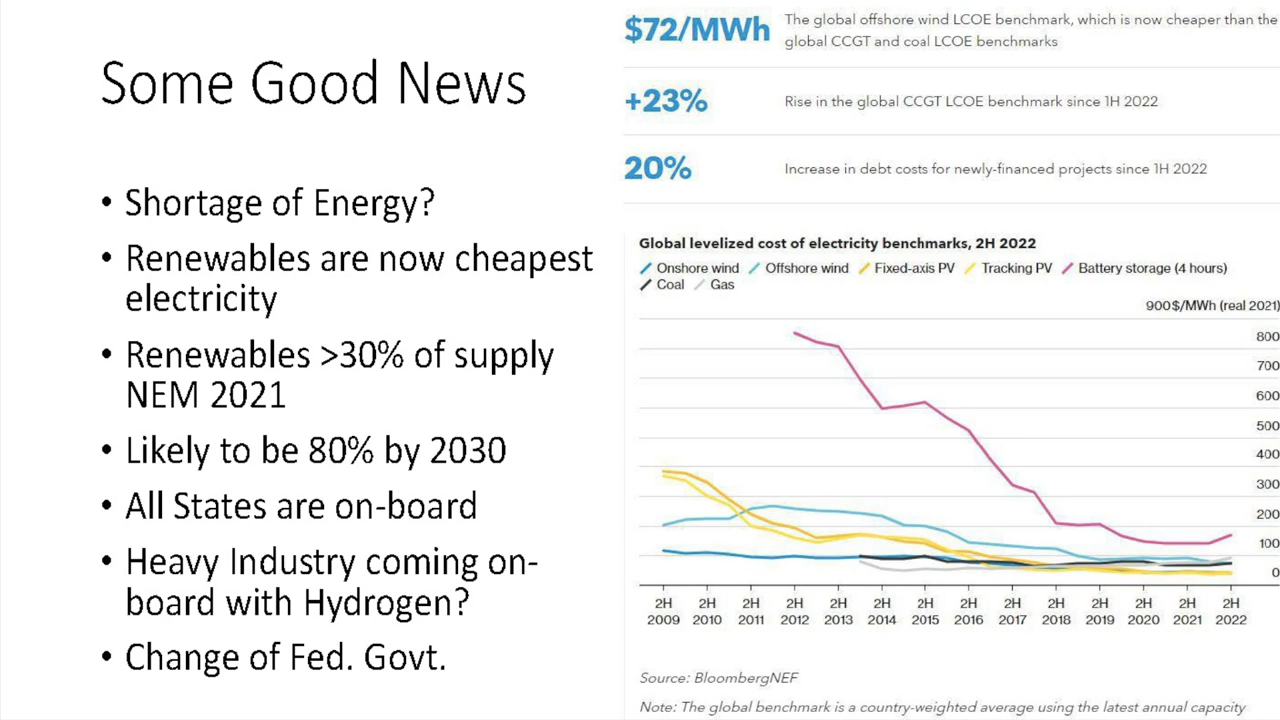 Some Good News
• Shortage of Energy?
• Renewables are now cheapest
electricity
• Renewables >30% of supply
NEM 2021
• Likely to be 80% by 2030
• All States are on-board
• Heavy Industry coming on-
board with Hydrogen?
• Change of Fed. Govt.
$72/MWh
The global offshore wind LCOE benchmark, which is now cheaper than the
global CCGT and coal LCOE benchmarks
+23%
Rise in the global CCGT LCOE benchmark since 1H 2022
20%
Increase in debt costs for newly-financed projects since 1H 2022
Global levelized cost of electricity benchmarks, 2H 2022
Onshore wind Offshore wind Fixed-axis PV Tracking PV Battery storage (4 hours)
Coal Gas
900$/MWh (real 2021)
800
700
600
500
400
300
200
100
0
2H 2H 2H 2H 2H 2H 2H 2H 2H 2H 2H 2H 2H 2H
2009 2010 2011 2012 2013 2014 2015 2016 2017 2018 2019 2020 2021 2022
Source: BloombergNEF
Note: The global benchmark is a country-weighted average using the latest annual capacity